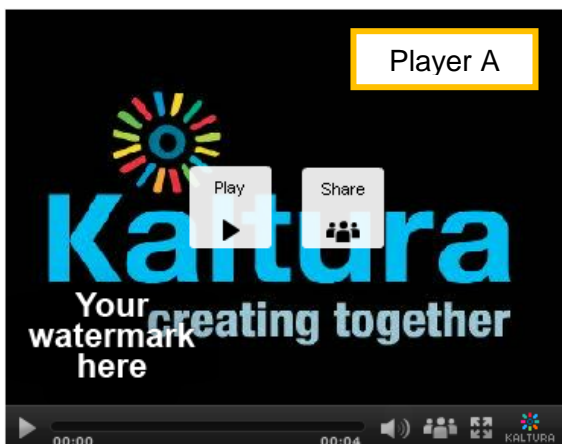 Player A
Play
Share
Kaltura
creating together
Your
watermark
here
00:00
00:04
KALTURA